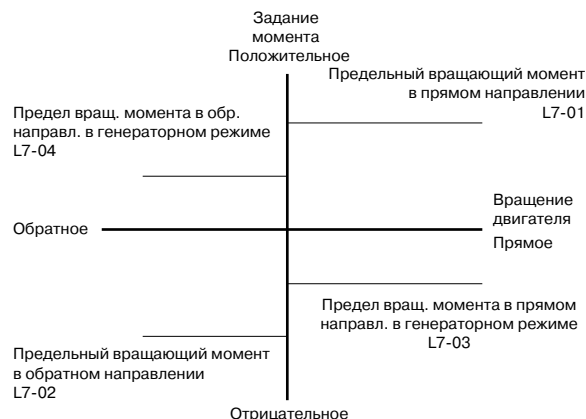 Задание
момента
Положительное
Предельный вращающий момент
в прямом направлении
L7-01
Предел вращ. момента в обр.
направл. в генераторном режиме
L7-04
Обратное
Вращение
двигателя
Прямое
Предел вращ. момента в прямом
направл. в генераторном режиме
L7-03
Предельный вращающий момент
в обратном направлении
L7-02
Отрицательное